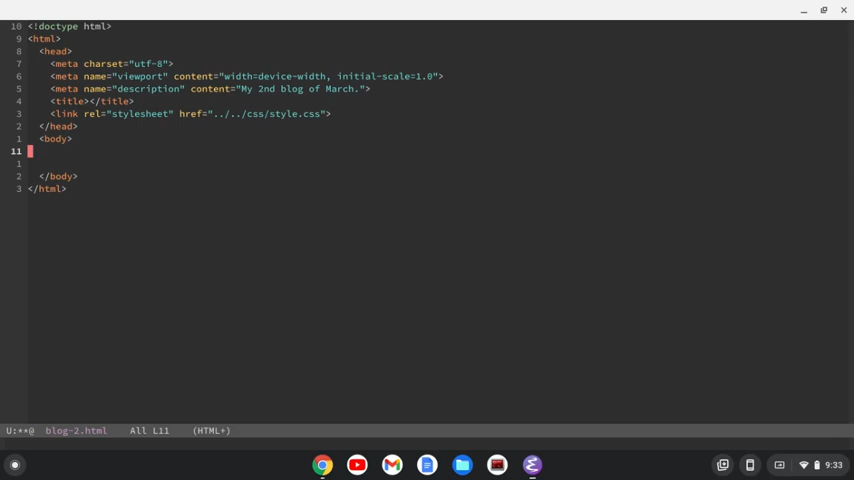 10 <!doctype html>
9 <html>
8 <head>
7 <meta charset="utf-8">
6 <meta name="viewport" content="width=device-width, initial-scale=1.0">
5 <meta name="description" content="My 2nd blog of March.">
4 <title></title>
3 <link rel="stylesheet" href="../../css/style.css">
2 </head>
1 <body>
11
1
2 </body>
3 </html>
U:**@ blog-2.html All L11 (HTML+)
9:33